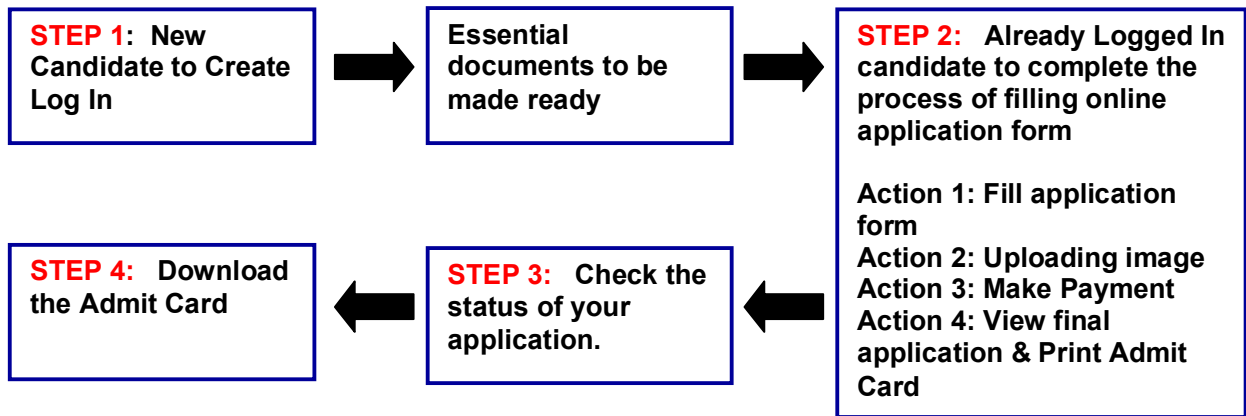 STEP 1:  New
Candidate to Create
Log In
Essential
documents to be
made ready
STEP 2:   Already Logged In
candidate to complete the
process of filling online
application form
Action 1: Fill application
form
Action 2: Uploading image
Action 3: Make Payment
Action 4: View final
application & Print Admit
Card
STEP 3:   Check the
status of your
application.
STEP 4:   Download
the Admit Card